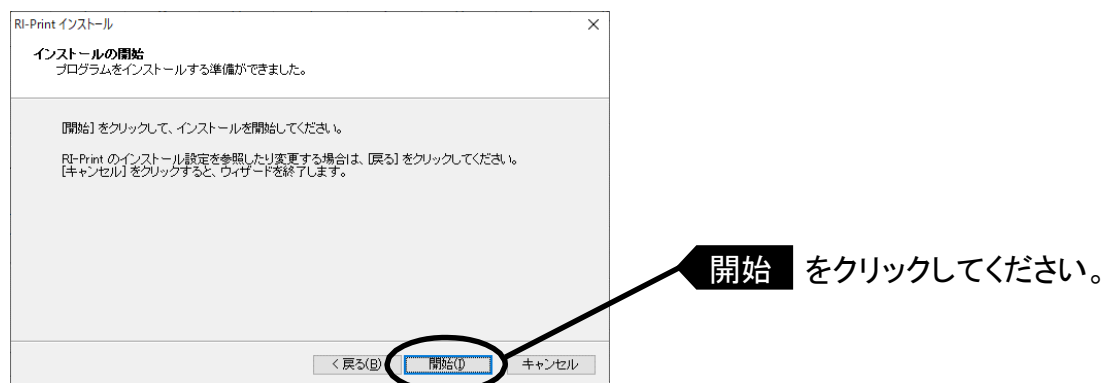 RI-Print インストール
インストールの開始
プログラムをインストールする準備ができました。
[開始] をクリックして、インストールを開始してください。
RI-Print のインストール設定を参照したり変更する場合は、[戻る] をクリックしてください。
[キャンセル] をクリックすると、ウィザードを終了します。
開始 をクリックしてください。
< 戻る(B) 開始(I) キャンセル